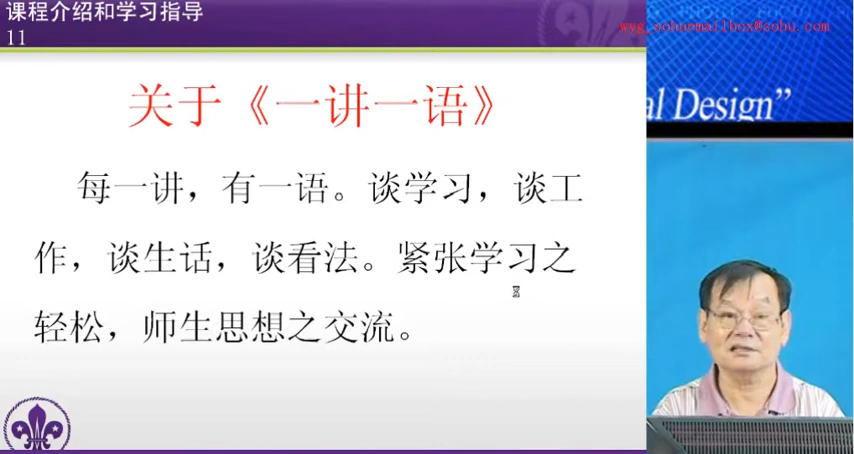 课程介绍和学习指导
11
关于《一讲一语》
每一讲，有一语。谈学习，谈工
作，谈生活，谈看法。紧张学习之
轻松，师生思想之交流。
wyg_sohurmailbox@sohu.com
al Design”